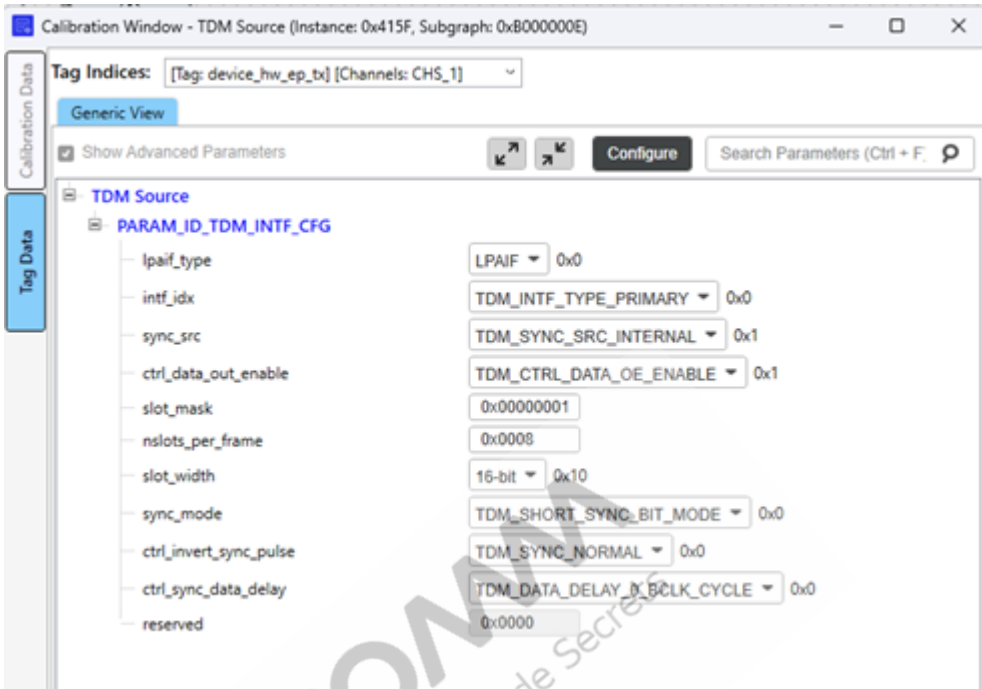 Calibration Window - TDM Source (Instance: 0x415F, Subgraph: 0xB000000E)
Calibration Data
Tag Data
Tag Indices: [Tag: device_hw_ep_tx] [Channels: CHS_1]
Generic View
Show Advanced Parameters Configure Search Parameters (Ctrl + F
TDM Source
PARAM_ID_TDM_INTF_CFG
lpaif_type LPAIF 0x0
intf_idx TDM_INTF_TYPE_PRIMARY 0x0
sync_src TDM_SYNC_SRC_INTERNAL 0x1
ctrl_data_out_enable TDM_CTRL_DATA_OE_ENABLE 0x1
slot_mask 0x00000001
nslots_per_frame 0x0008
slot_width 16-bit 0x10
sync_mode TDM_SHORT_SYNC_BIT_MODE 0x0
ctrl_invert_sync_pulse TDM_SYNC_NORMAL 0x0
ctrl_sync_data_delay TDM_DATA_DELAY_0_BCLK_CYCLE 0x0
reserved 0x0000
OMM
de Secrets